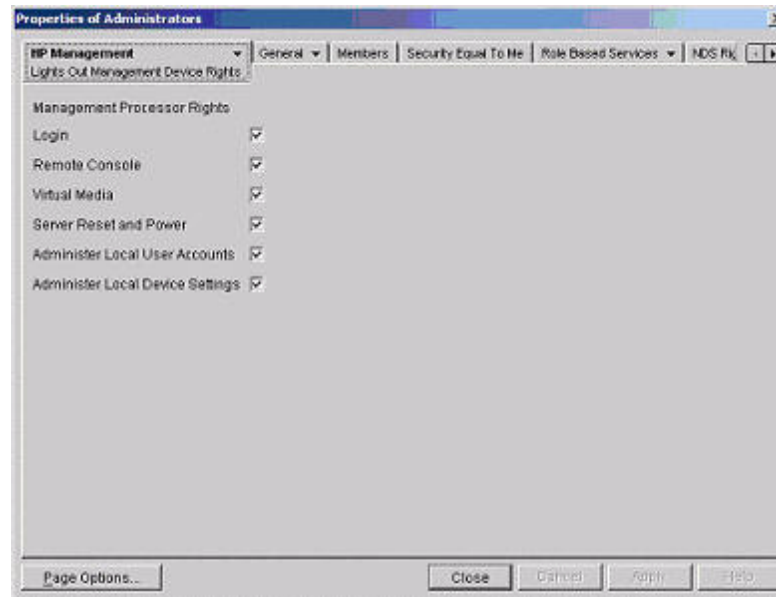 Properties of Administrators
HP Management
General
Members
Security Equal To Me
Role Based Services
NDS Rig
Lights Out Management Device Rights
Management Processor Rights
Login
Remote Console
Virtual Media
Server Reset and Power
Administer Local User Accounts
Administer Local Device Settings
Page Options...
Close
Cancel
Apply
Help